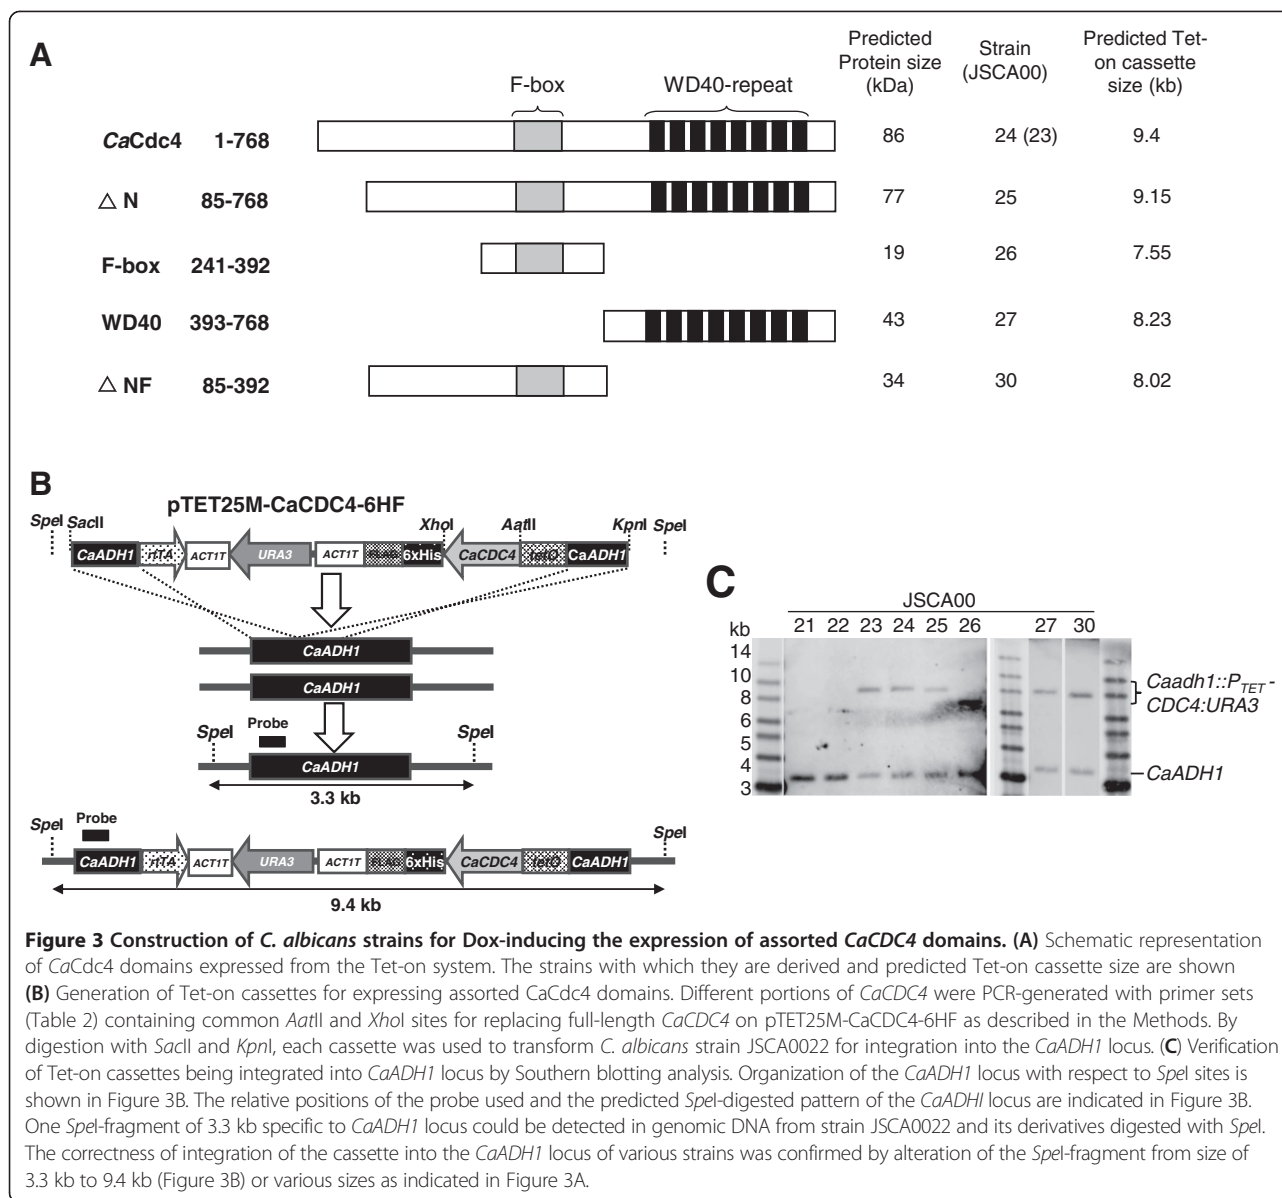 A
Predicted Protein size (kDa)
Strain (JSCA00)
Predicted Tet-on cassette size (kb)
F-box
WD40-repeat
CaCdc4 1-768 86 24 (23) 9.4
△ N 85-768 77 25 9.15
F-box 241-392 19 26 7.55
WD40 393-768 43 27 8.23
△ NF 85-392 34 30 8.02
B
pTET25M-CaCDC4-6HF
SpeI SacII XhoI AatII KpnI SpeI
CaADH1 rtTA ACT1T URA3 ACT1T FLAG 6xHis CaCDC4 tetO CaADH1
CaADH1
CaADH1
SpeI Probe SpeI
CaADH1
3.3 kb
SpeI Probe SpeI
CaADH1 rtTA ACT1T URA3 ACT1T FLAG 6xHis CaCDC4 tetO CaADH1
9.4 kb
C
JSCA00
kb 21 22 23 24 25 26 27 30
14
10
8
6
5
4
3
Caadh1::PTET-
CDC4:URA3
CaADH1
Figure 3 Construction of C. albicans strains for Dox-inducing the expression of assorted CaCDC4 domains. (A) Schematic representation
of CaCdc4 domains expressed from the Tet-on system. The strains with which they are derived and predicted Tet-on cassette size are shown
(B) Generation of Tet-on cassettes for expressing assorted CaCdc4 domains. Different portions of CaCDC4 were PCR-generated with primer sets
(Table 2) containing common AatII and XhoI sites for replacing full-length CaCDC4 on pTET25M-CaCDC4-6HF as described in the Methods. By
digestion with SacII and KpnI, each cassette was used to transform C. albicans strain JSCA0022 for integration into the CaADH1 locus. (C) Verification
of Tet-on cassettes being integrated into CaADH1 locus by Southern blotting analysis. Organization of the CaADH1 locus with respect to SpeI sites is
shown in Figure 3B. The relative positions of the probe used and the predicted SpeI-digested pattern of the CaADHI locus are indicated in Figure 3B.
One SpeI-fragment of 3.3 kb specific to CaADH1 locus could be detected in genomic DNA from strain JSCA0022 and its derivatives digested with SpeI.
The correctness of integration of the cassette into the CaADH1 locus of various strains was confirmed by alteration of the SpeI-fragment from size of
3.3 kb to 9.4 kb (Figure 3B) or various sizes as indicated in Figure 3A.